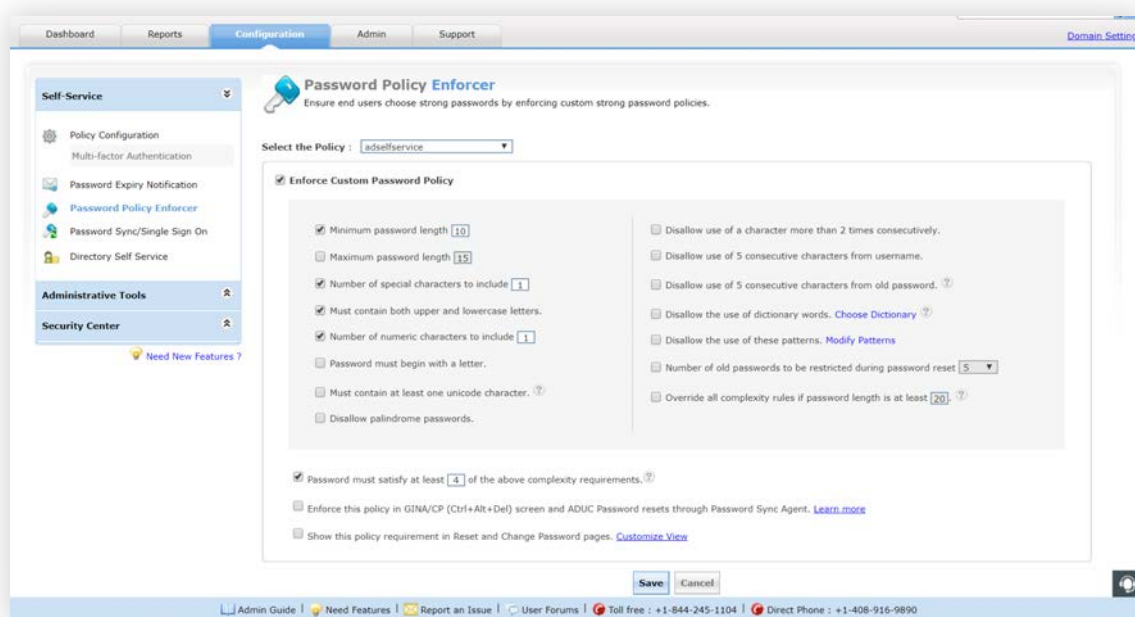 Dashboard
Reports
Configuration
Admin
Support
Domain Setting
Self-Service
Policy Configuration
Multi-factor Authentication
Password Expiry Notification
Password Policy Enforcer
Password Sync/Single Sign On
Directory Self Service
Administrative Tools
Security Center
Need New Features ?
Password Policy Enforcer
Ensure end users choose strong passwords by enforcing custom strong password policies.
Select the Policy : adselfservice
Enforce Custom Password Policy
Minimum password length 10
Maximum password length 15
Number of special characters to include 1
Must contain both upper and lowercase letters.
Number of numeric characters to include 1
Password must begin with a letter.
Must contain at least one unicode character. ?
Disallow palindrome passwords.
Disallow use of a character more than 2 times consecutively.
Disallow use of 5 consecutive characters from username.
Disallow use of 5 consecutive characters from old password. ?
Disallow the use of dictionary words. Choose Dictionary ?
Disallow the use of these patterns. Modify Patterns
Number of old passwords to be restricted during password reset 5
Override all complexity rules if password length is at least 20. ?
Password must satisfy at least 4 of the above complexity requirements. ?
Enforce this policy in GINA/CP (Ctrl+Alt+Del) screen and ADUC Password resets through Password Sync Agent. Learn more
Show this policy requirement in Reset and Change Password pages. Customize View
Save
Cancel
Admin Guide | Need Features | Report an Issue | User Forums | Toll free : +1-844-245-1104 | Direct Phone : +1-408-916-9890